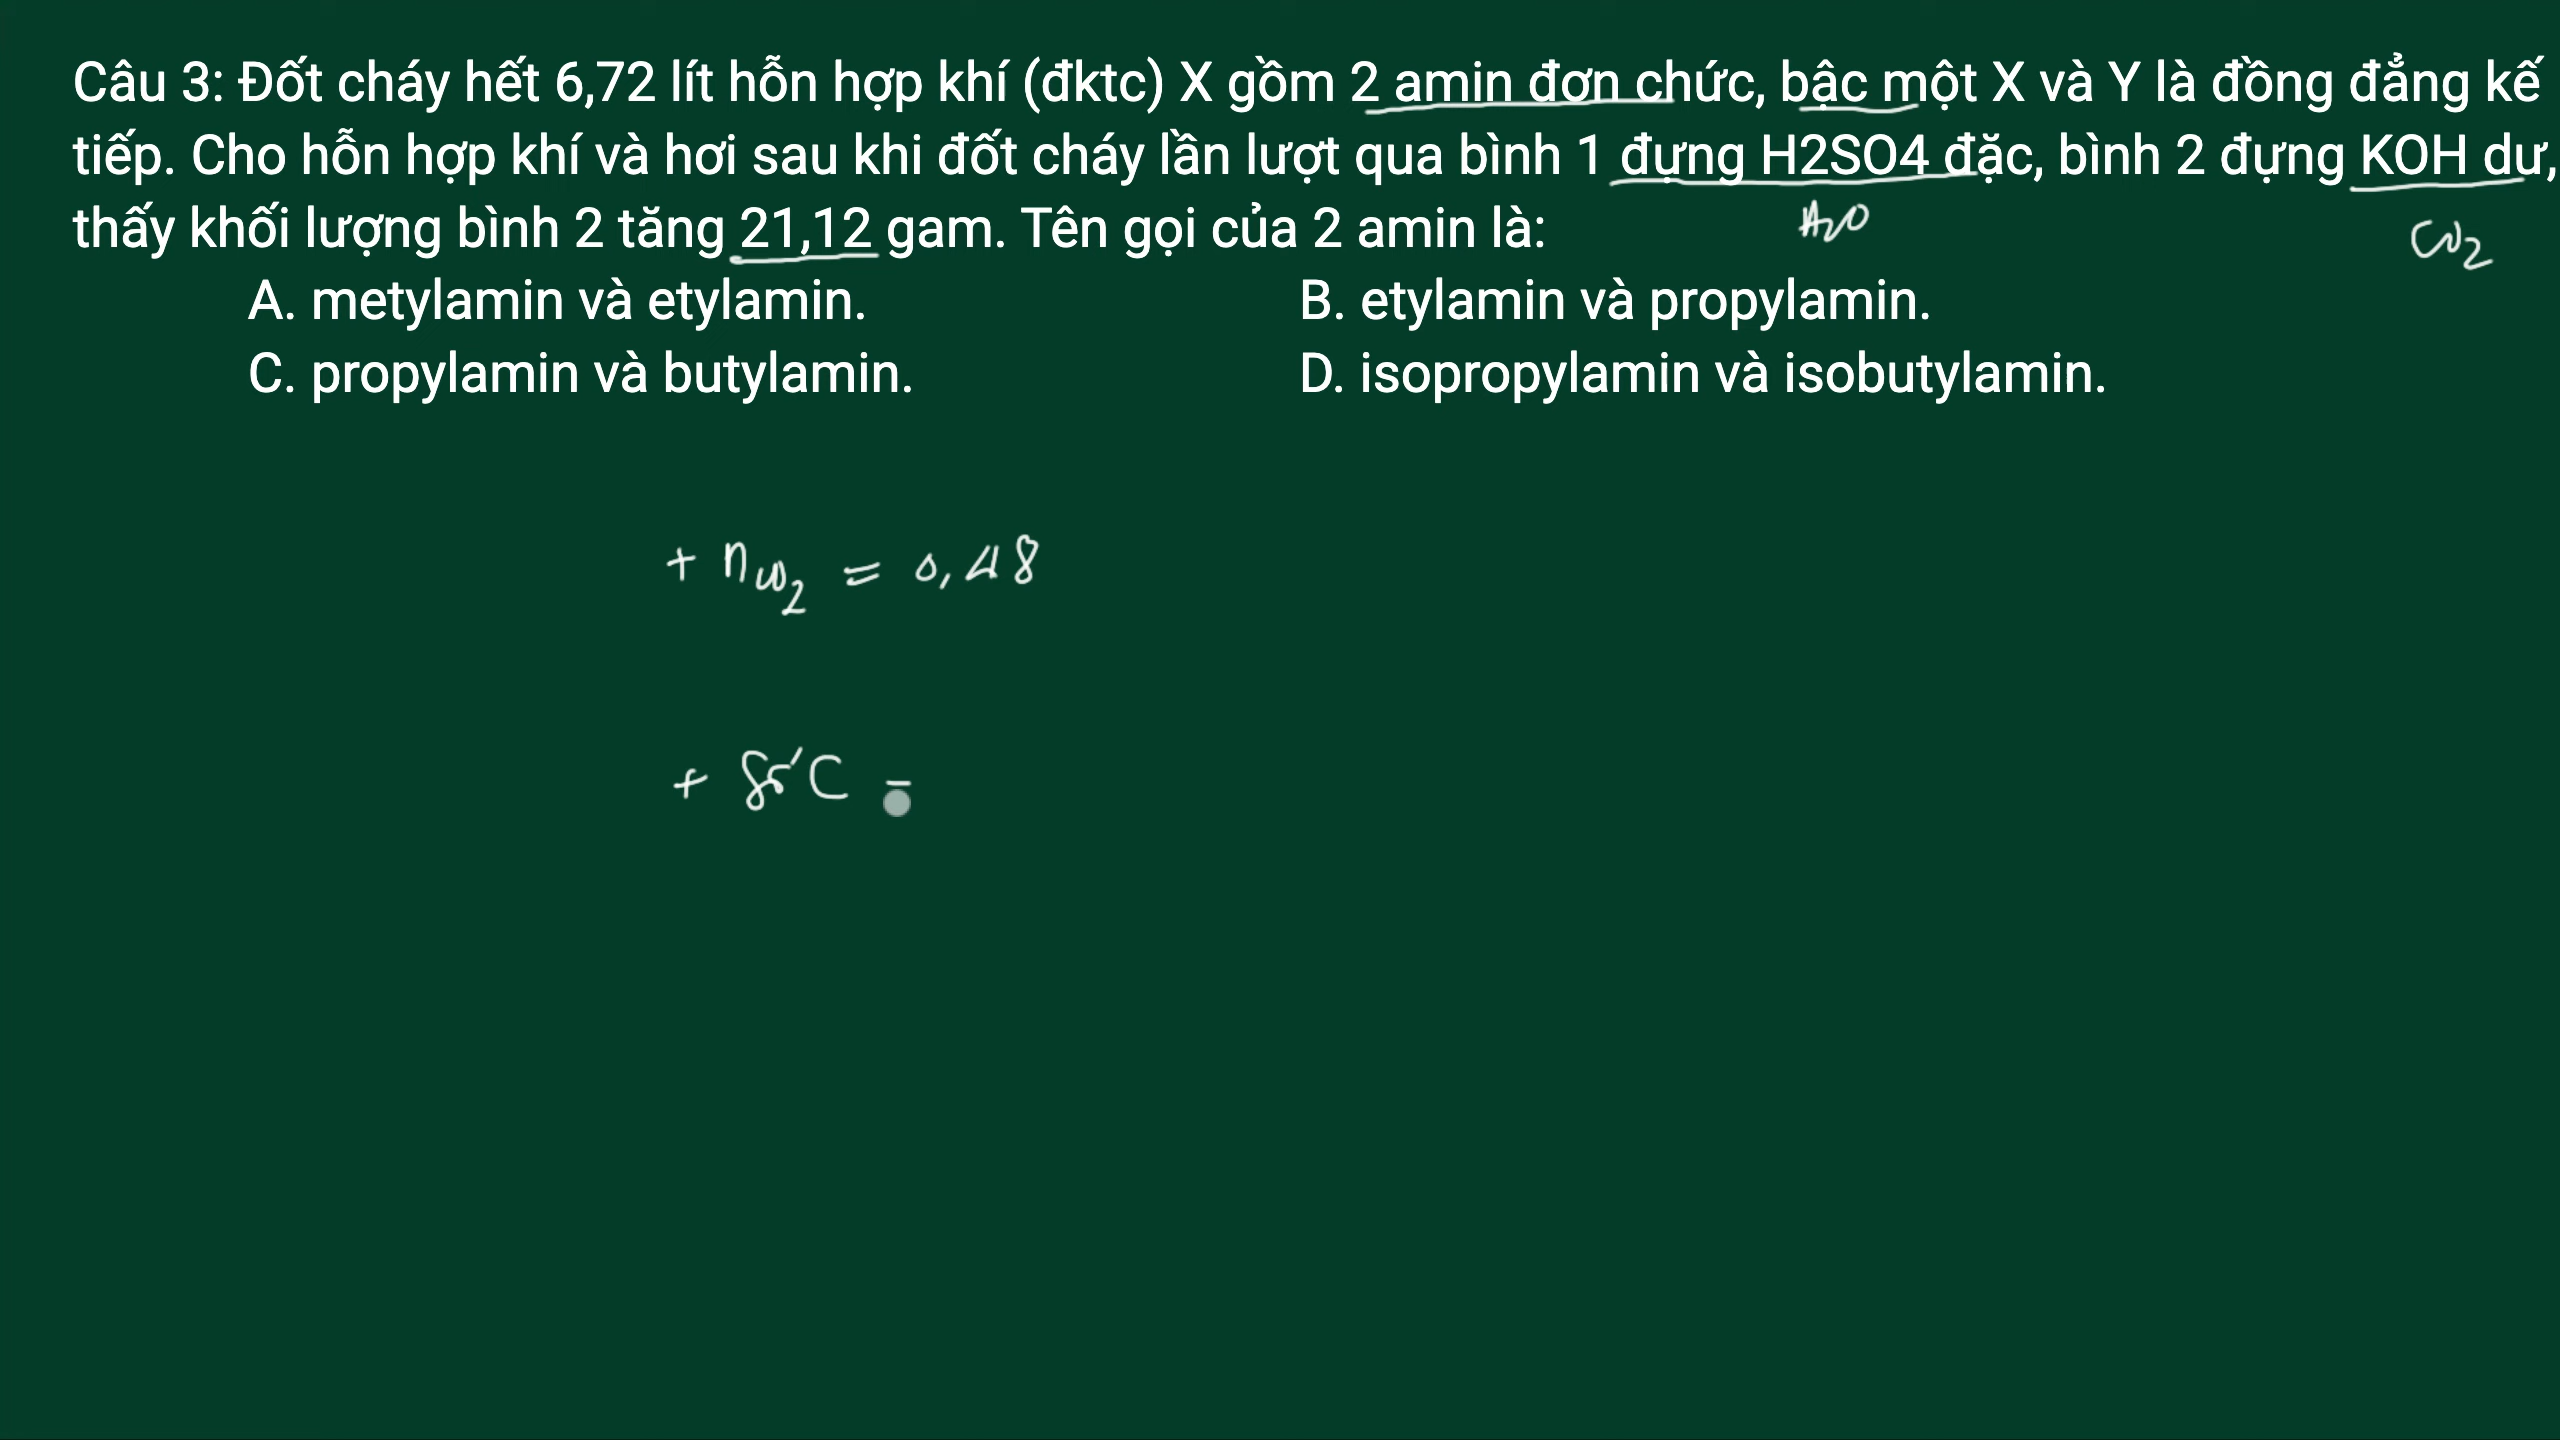 Câu 3: Đốt cháy hết 6,72 lít hỗn hợp khí (đktc) X gồm 2 amin đơn chức, bậc một X và Y là đồng đẳng kế
tiếp. Cho hỗn hợp khí và hơi sau khi đốt cháy lần lượt qua bình 1 đựng H2SO4 đặc, bình 2 đựng KOH dư,
thấy khối lượng bình 2 tăng 21,12 gam. Tên gọi của 2 amin là:
H2O
CO2
A. metylamin và etylamin.
B. etylamin và propylamin.
C. propylamin và butylamin.
D. isopropylamin và isobutylamin.
+ nCO2 = 0,48
+ Số C =